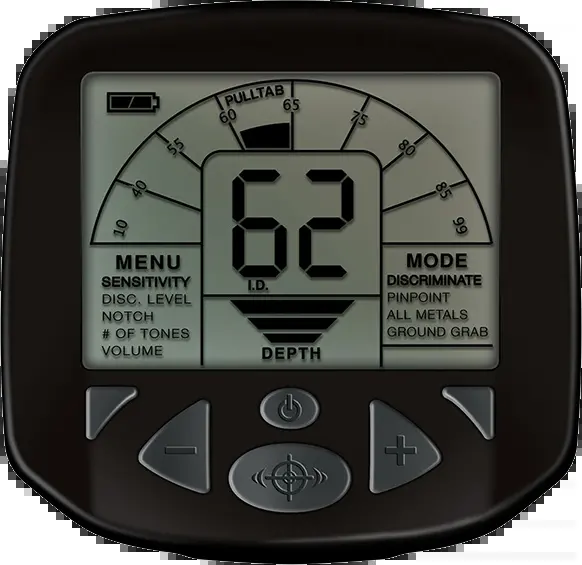 PULLTAB
10 40 55 60 65 75 80 85 99
62
I.D.
MENU
SENSITIVITY
DISC. LEVEL
NOTCH
# OF TONES
VOLUME
DEPTH
MODE
DISCRIMINATE
PINPOINT
ALL METALS
GROUND GRAB
−
+